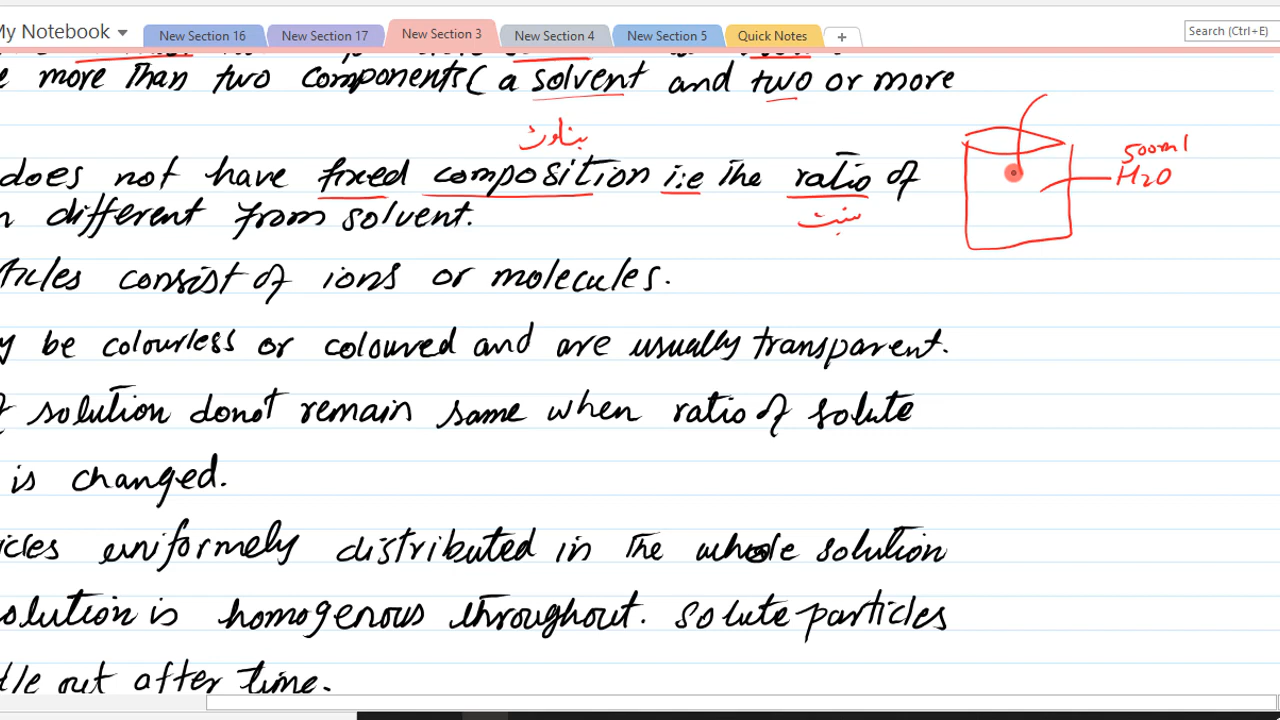 My Notebook
New Section 16
New Section 17
New Section 3
New Section 4
New Section 5
Quick Notes
+
Search (Ctrl+E)
e more than two components( a solvent and two or more
بناوٹ
does not have fixed composition i:e The ratio of
500ml
H2O
n different from solvent.
ticles consist of ions or molecules.
y be colourless or coloured and are usually transparent.
f solution donot remain same when ratio of solute
is changed.
icles uniformely distributed in the whole solution
solution is homogenous throughout. solute particles
tle out after time.